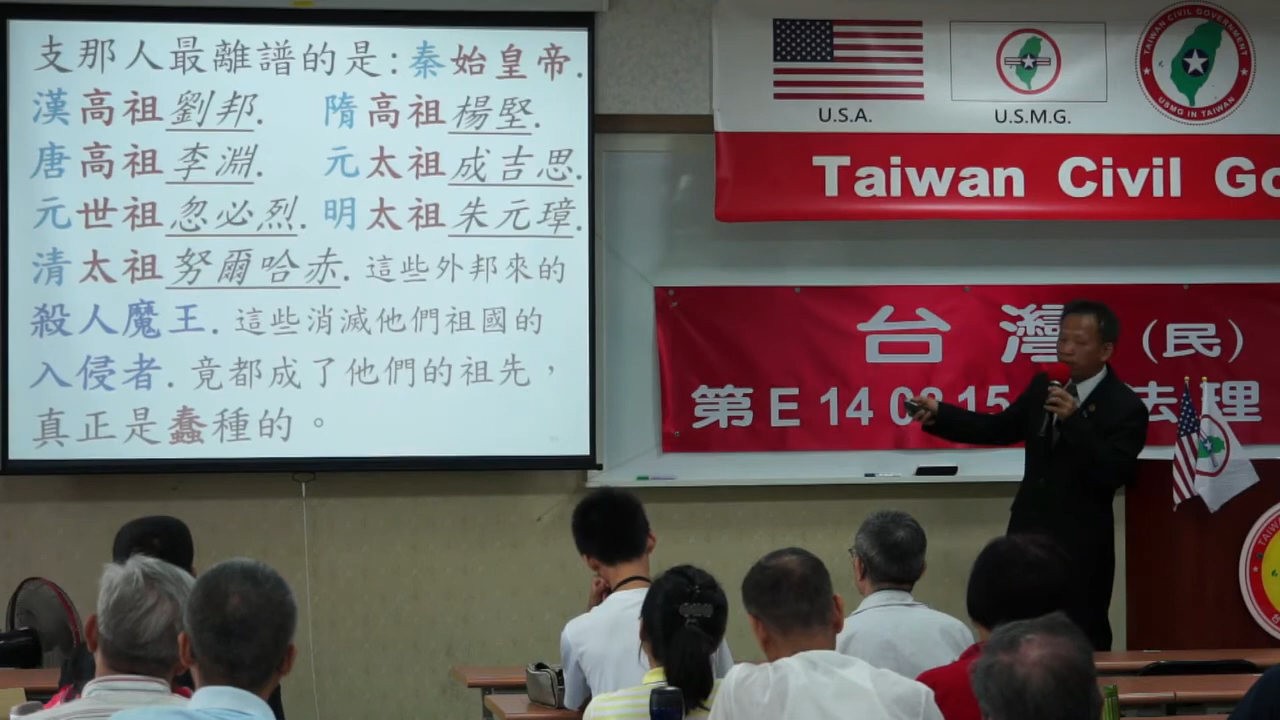 支那人最離譜的是:秦始皇帝.
漢高祖劉邦. 隋高祖楊堅.
唐高祖李淵. 元太祖成吉思.
元世祖忽必烈. 明太祖朱元璋.
清太祖努爾哈赤. 這些外邦來的
殺人魔王. 這些消滅他們祖國的
入侵者. 竟都成了他們的祖先,
真正是蠢種的。
U.S.A.
U.S.M.G.
TAIWAN CIVIL GOVERNMENT
USMG IN TAIWAN
Taiwan Civil Go
台灣(民)
第E14 0 15 法理